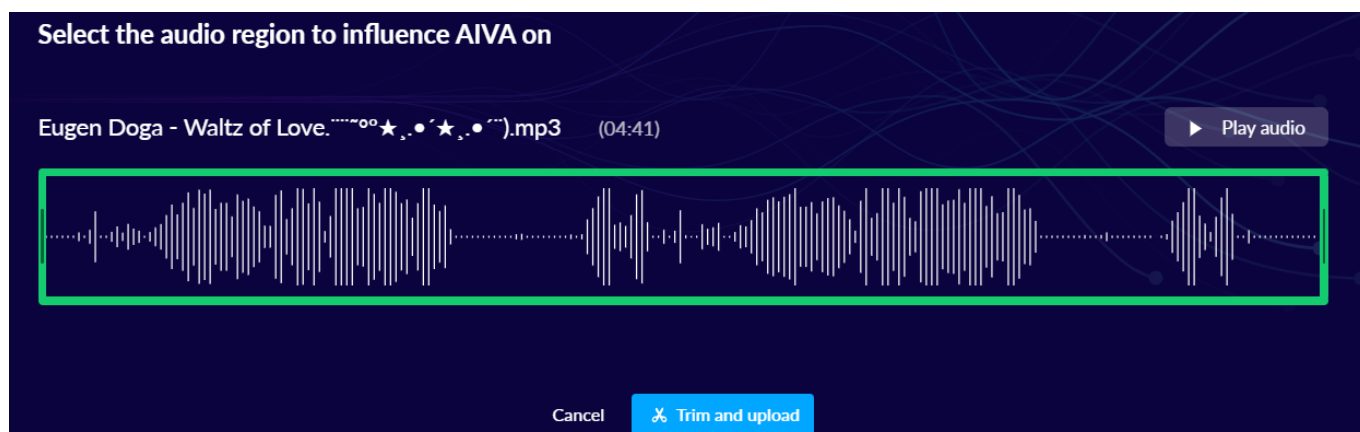 Select the audio region to influence AIVA on
Eugen Doga - Waltz of Love.¨¨¨˜ºº★¸.•´★¸.•´¨).mp3 (04:41)
Play audio
Cancel
Trim and upload